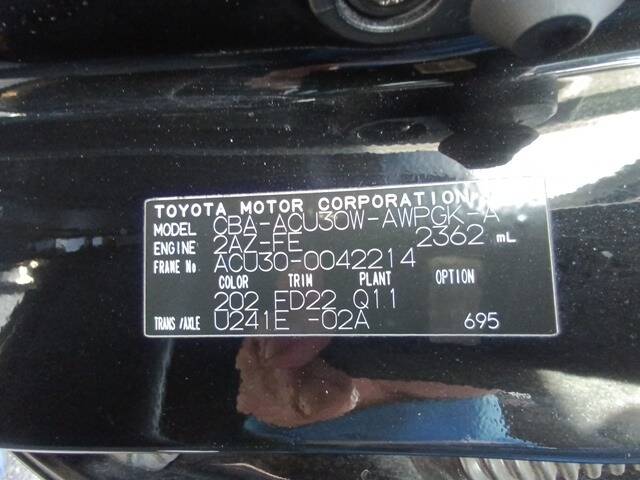 TOYOTA MOTOR CORPORATION
MODEL CBA-ACU30W-AWPGK-A
ENGINE 2AZ-FE 2362 mL
FRAME No ACU30-0042214
COLOR TRIM PLANT OPTION
202 FD22 Q11
TRANS/AXLE U241E -02A 695